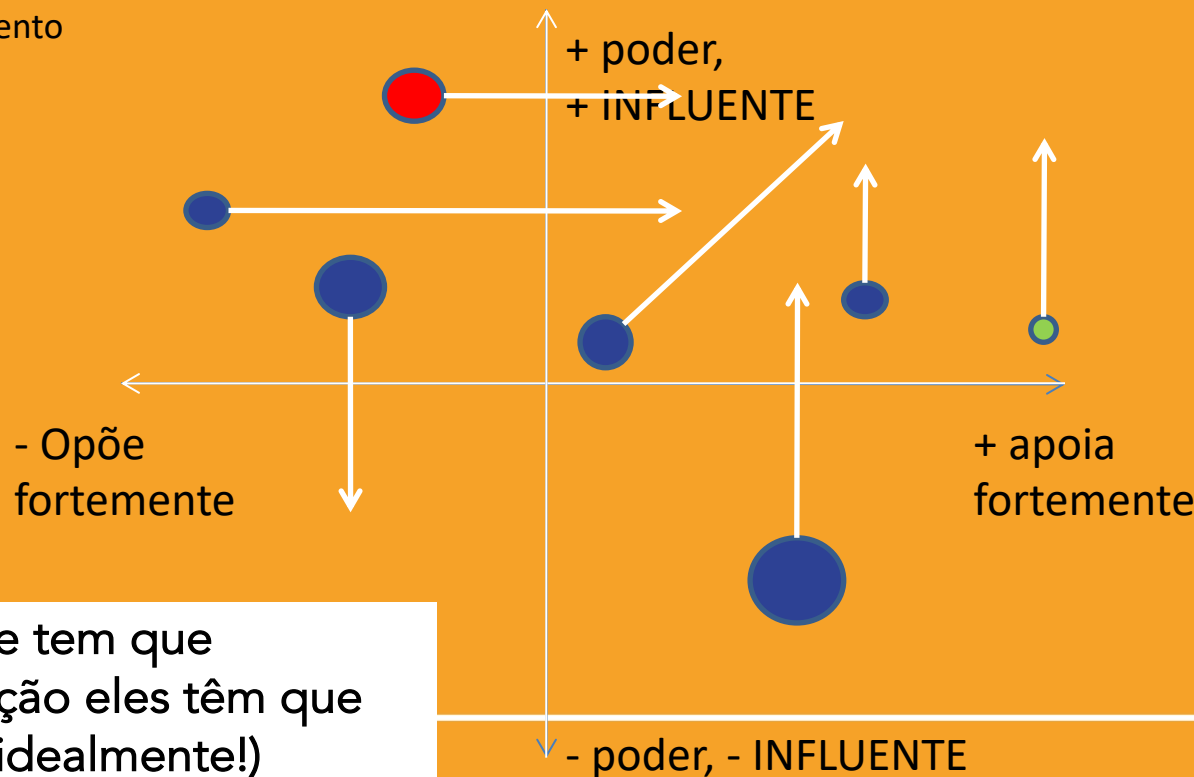 ento
+ poder,
+ INFLUENTE
- Opõe
fortemente
+ apoia
fortemente
e tem que
ção eles têm que
idealmente!)
- poder, - INFLUENTE